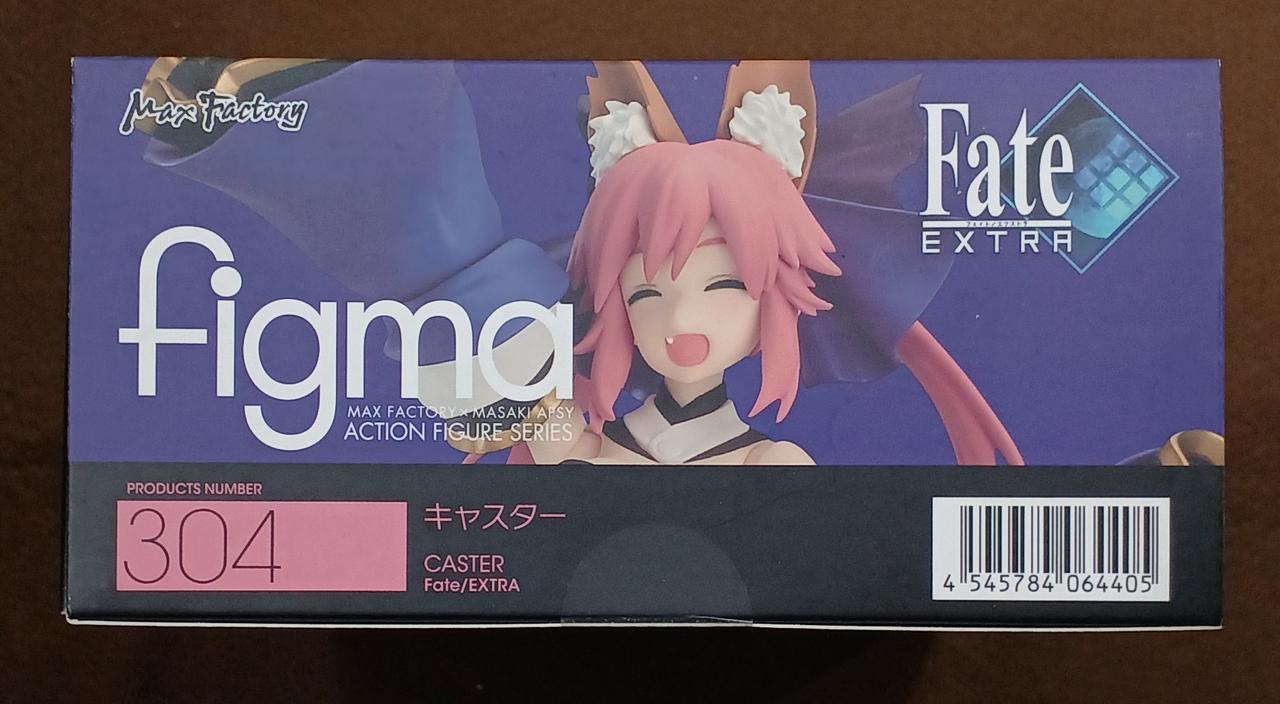 Max Factory
Fate
フェイト/エクストラ
EXTRA
figma
MAX FACTORY × MASAKI APSY
ACTION FIGURE SERIES
PRODUCTS NUMBER
304
キャスター
CASTER
Fate/EXTRA
4 545784 064405